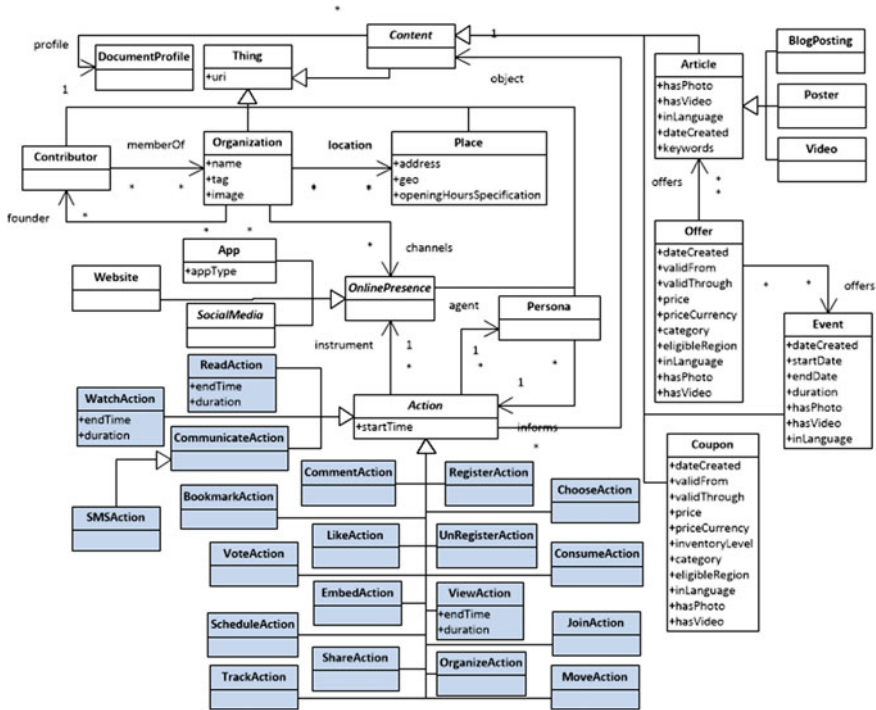 *
profile
Content
1
DocumentProfile
Thing
+uri
1
object
Article
+hasPhoto
+hasVideo
+inLanguage
+dateCreated
+keywords
BlogPosting
Poster
Video
Contributor
memberOf
*
*
Organization
+name
+tag
+image
location
*
*
Place
+address
+geo
+openingHoursSpecification
founder
*
*
*
*
channels
offers
*
*
App
+appType
Website
SocialMedia
OnlinePresence
instrument
1
*
agent
1
*
Persona
*
1
Offer
+dateCreated
+validFrom
+validThrough
+price
+priceCurrency
+category
+eligibleRegion
+inLanguage
+hasPhoto
+hasVideo
*
*
offers
Event
+dateCreated
+startDate
+endDate
+duration
+hasPhoto
+hasVideo
+inLanguage
ReadAction
+endTime
+duration
WatchAction
+endTime
+duration
CommunicateAction
SMSAction
Action
+startTime
informs
*
Coupon
+dateCreated
+validFrom
+validThrough
+price
+priceCurrency
+inventoryLevel
+category
+eligibleRegion
+inLanguage
+hasPhoto
+hasVideo
CommentAction
RegisterAction
BookmarkAction
ChooseAction
LikeAction
UnRegisterAction
VoteAction
ConsumeAction
EmbedAction
ViewAction
+endTime
+duration
ScheduleAction
JoinAction
ShareAction
OrganizeAction
TrackAction
MoveAction